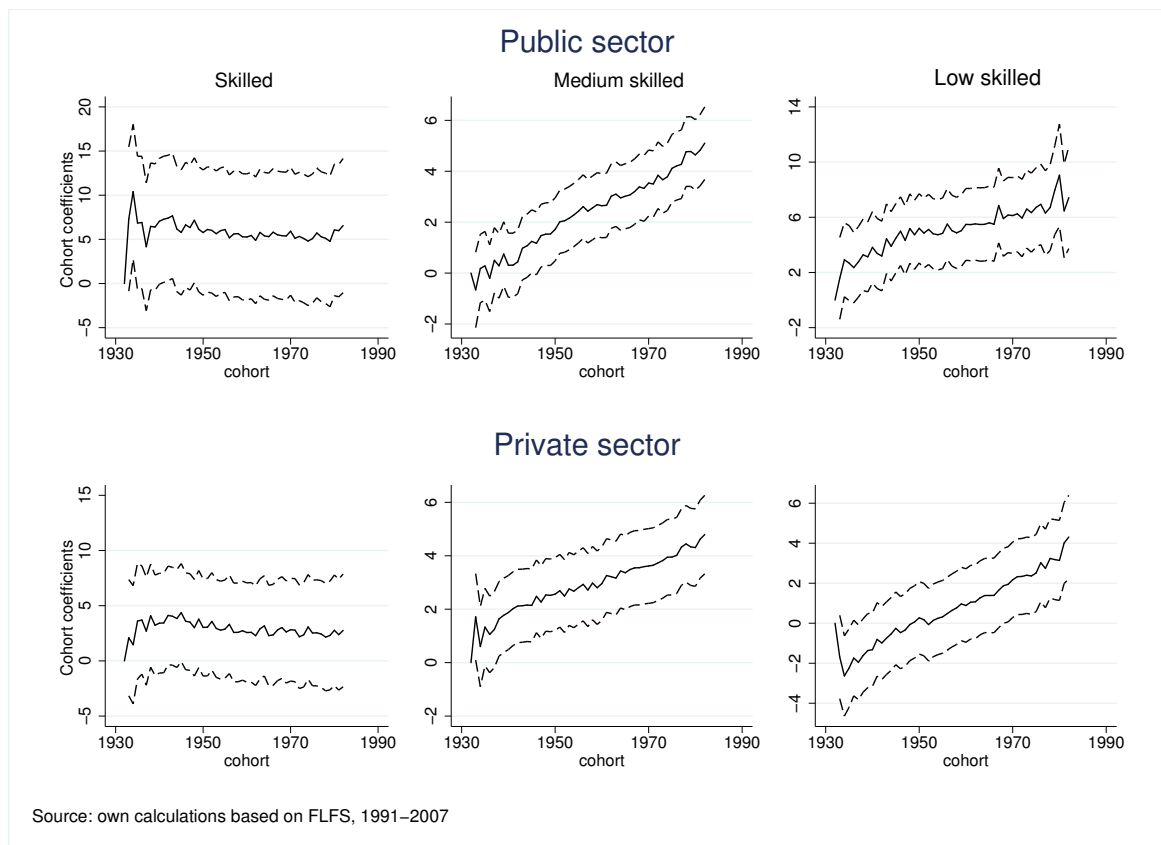 Public sector
Skilled
Medium skilled
Low skilled
Cohort coefficients
20
15
10
5
0
−5
1930 1950 1970 1990
cohort
6
4
2
0
−2
1930 1950 1970 1990
cohort
14
10
6
2
−2
1930 1950 1970 1990
cohort
Private sector
Cohort coefficients
15
10
5
0
−5
1930 1950 1970 1990
cohort
6
4
2
0
−2
1930 1950 1970 1990
cohort
6
4
2
0
−2
−4
1930 1950 1970 1990
cohort
Source: own calculations based on FLFS, 1991−2007